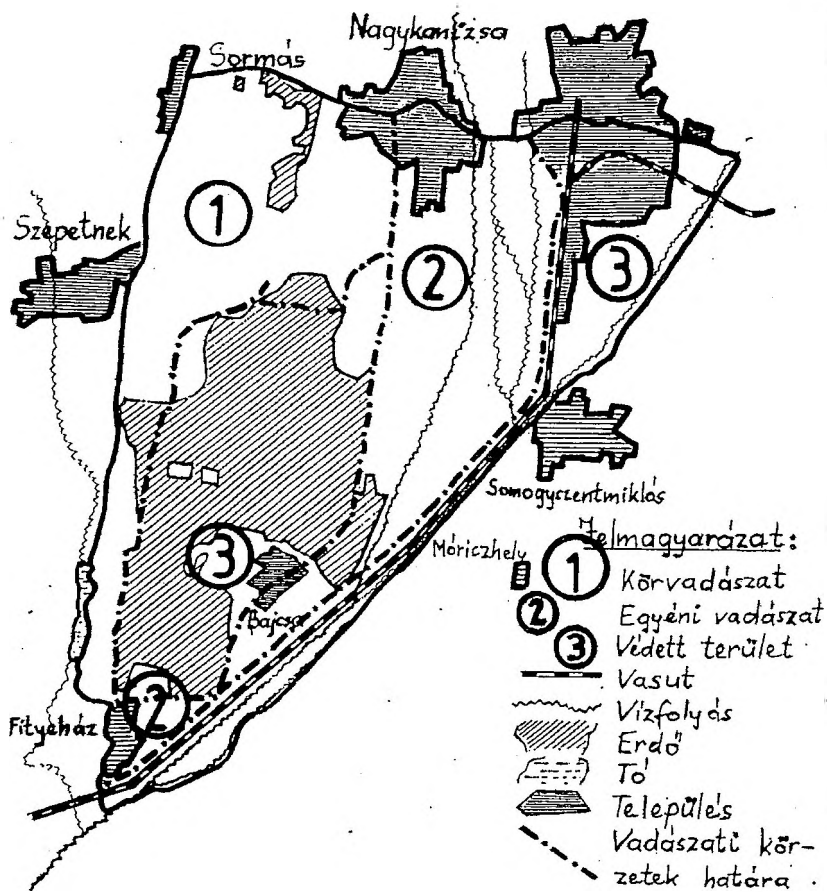 Nagykanizsa
Sormás
1
Szepetnek
2
3
Somogyszentmiklós
Móriczhely
3
Bajcsa
2
Fityeház
Jelmagyarázat:
1 Körvadászat
2 Egyéni vadászat
3 Védett terület
Vasut
Vízfolyás
Erdő
Tó
Település
Vadászati kör-
zetek határa